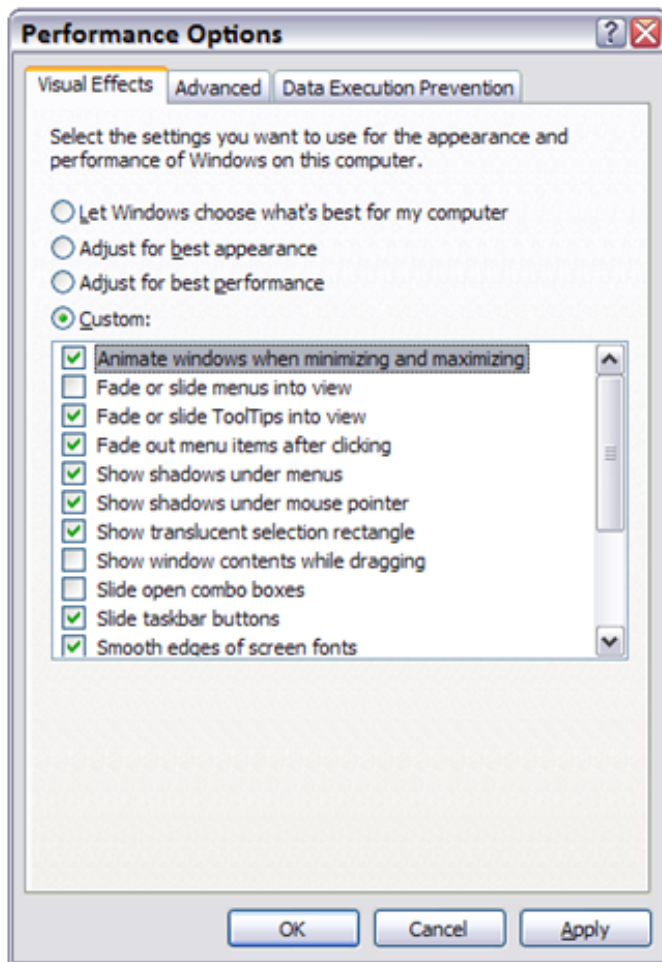 Performance Options
Visual Effects
Advanced
Data Execution Prevention
Select the settings you want to use for the appearance and
performance of Windows on this computer.
Let Windows choose what's best for my computer
Adjust for best appearance
Adjust for best performance
Custom:
Animate windows when minimizing and maximizing
Fade or slide menus into view
Fade or slide ToolTips into view
Fade out menu items after clicking
Show shadows under menus
Show shadows under mouse pointer
Show translucent selection rectangle
Show window contents while dragging
Slide open combo boxes
Slide taskbar buttons
Smooth edges of screen fonts
OK
Cancel
Apply